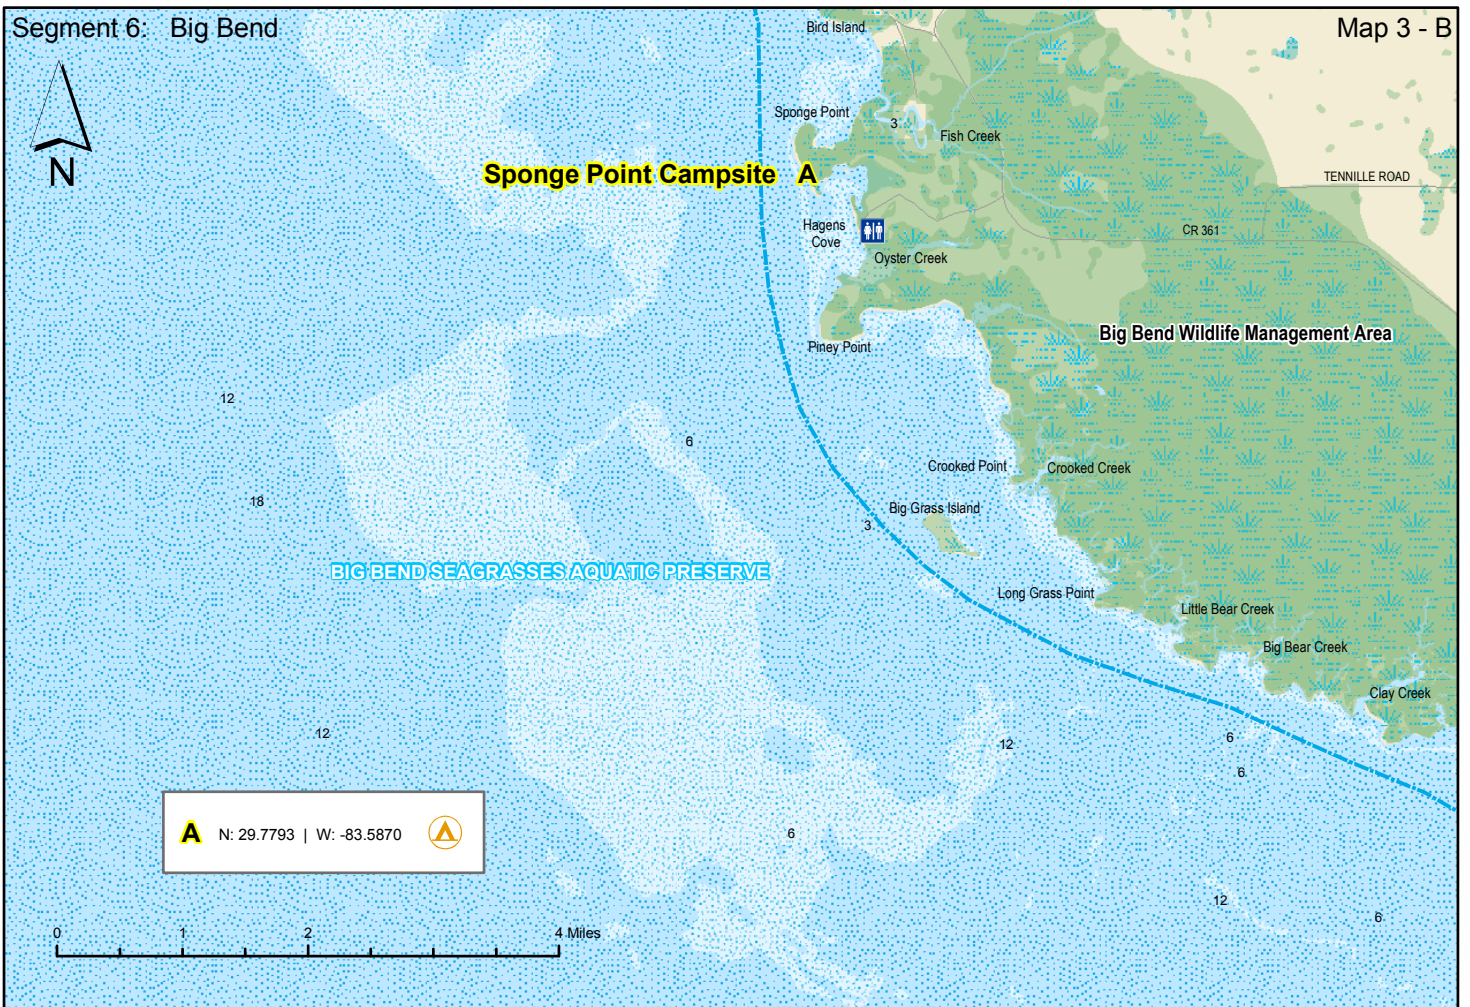 Segment 6: Big Bend
Map 3 - B
Bird Island
Sponge Point
3
Fish Creek
N
Sponge Point Campsite A
TENNILLE ROAD
Hagens
Cove
CR 361
Oyster Creek
Big Bend Wildlife Management Area
Piney Point
12
6
Crooked Point
Crooked Creek
18
Big Grass Island
3
BIG BEND SEAGRASSES AQUATIC PRESERVE
Long Grass Point
Little Bear Creek
Big Bear Creek
Clay Creek
12
12
6
6
A N: 29.7793 | W: -83.5870
6
12
6
0 1 2 4 Miles